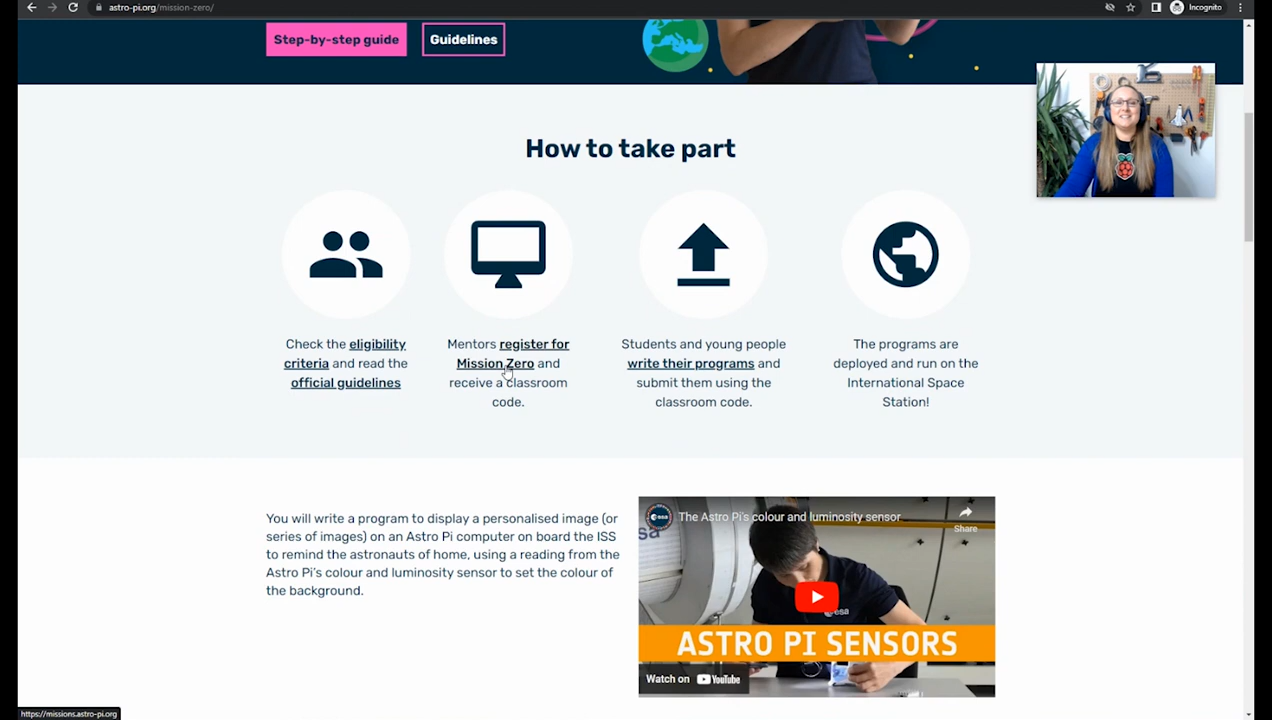 astro-pi.org/mission-zero/
Incognito
Step-by-step guide
Guidelines
How to take part
Check the eligibility
criteria and read the
official guidelines
Mentors register for
Mission Zero and
receive a classroom
code.
Students and young people
write their programs and
submit them using the
classroom code.
The programs are
deployed and run on the
International Space
Station!
You will write a program to display a personalised image (or
series of images) on an Astro Pi computer on board the ISS
to remind the astronauts of home, using a reading from the
Astro Pi's colour and luminosity sensor to set the colour of
the background.
esa
The Astro Pi's colour and luminosity sensor
Share
esa
esa
ASTRO PI SENSORS
Watch on YouTube
https://missions.astro-pi.org